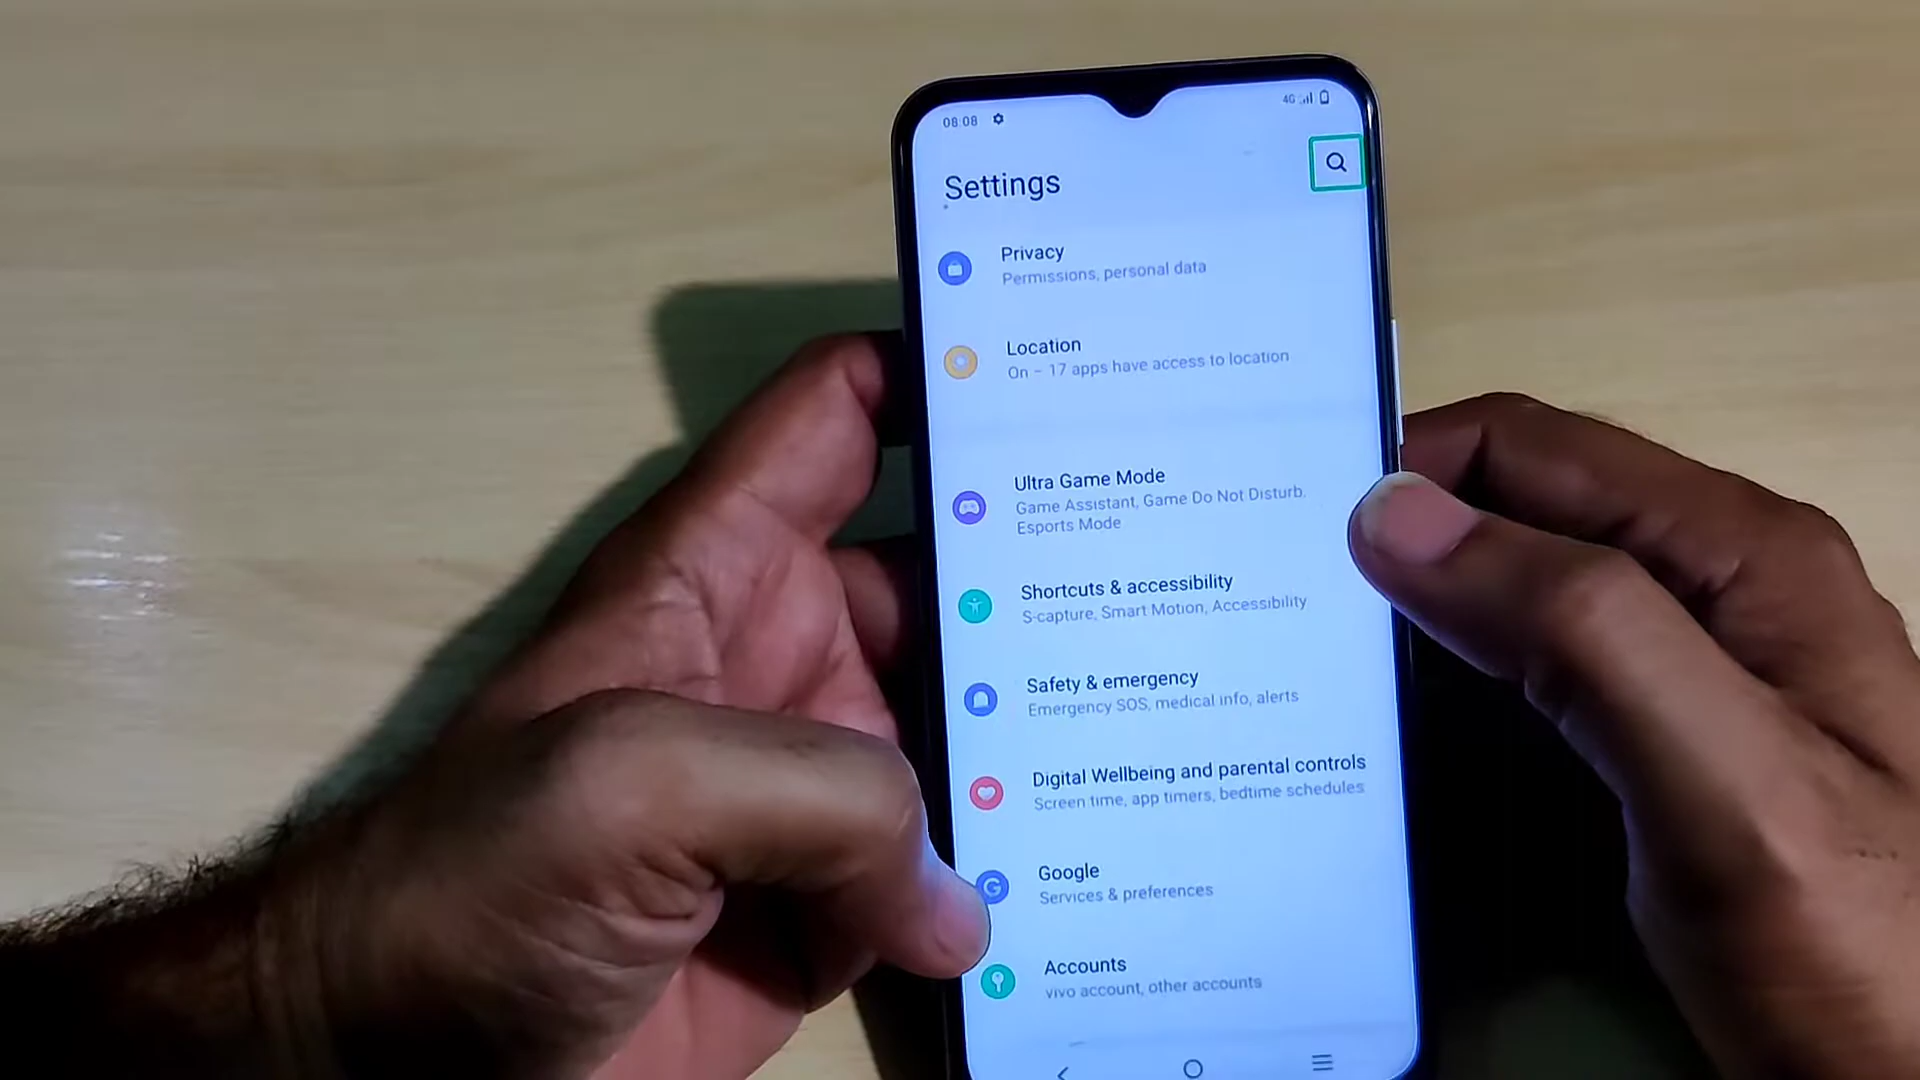 08:08
4G
Settings
Privacy
Permissions, personal data
Location
On – 17 apps have access to location
Ultra Game Mode
Game Assistant, Game Do Not Disturb,
Esports Mode
Shortcuts & accessibility
S-capture, Smart Motion, Accessibility
Safety & emergency
Emergency SOS, medical info, alerts
Digital Wellbeing and parental controls
Screen time, app timers, bedtime schedules
G
Google
Services & preferences
Accounts
vivo account, other accounts